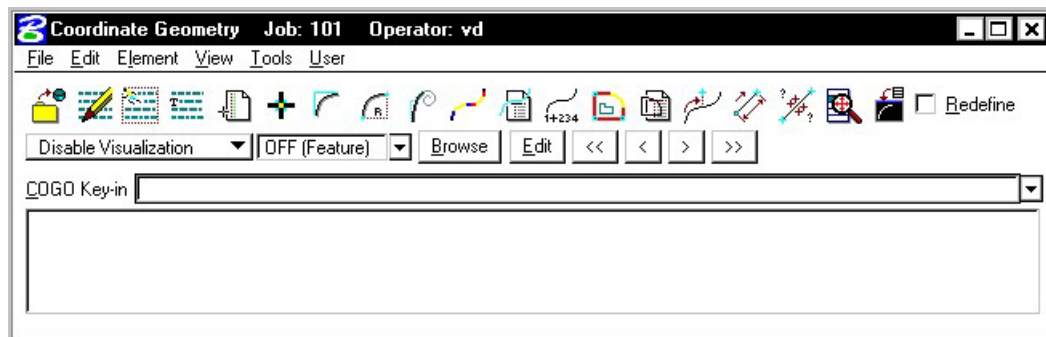 Coordinate Geometry Job: 101 Operator: vd
File Edit Element View Tools User
T R 1+234 ? ? Redefine
Disable Visualization OFF (Feature) Browse Edit << < > >>
COGO Key-in